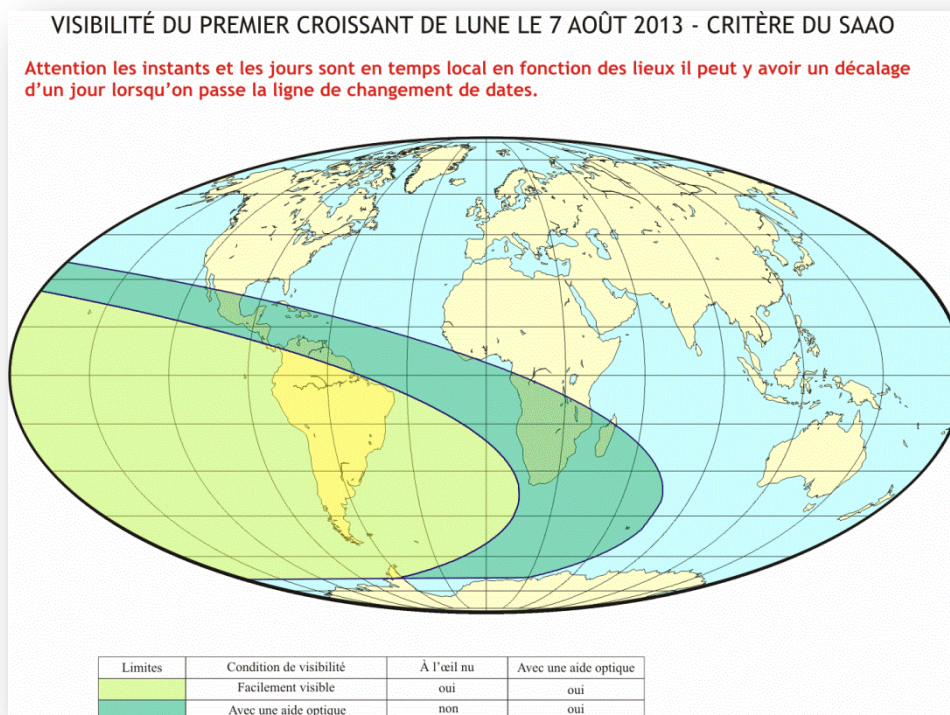 VISIBILITÉ DU PREMIER CROISSANT DE LUNE LE 7 AOÛT 2013 - CRITÈRE DU SAAO
Attention les instants et les jours sont en temps local en fonction des lieux il peut y avoir un décalage
d'un jour lorsqu'on passe la ligne de changement de dates.
Limites Condition de visibilité À l'œil nu Avec une aide optique
Facilement visible oui oui
Avec une aide optique non oui